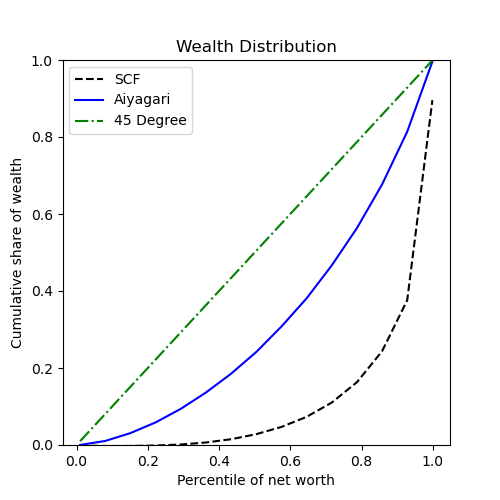 Wealth Distribution
SCF
Aiyagari
45 Degree
Cumulative share of wealth
1.0
0.8
0.6
0.4
0.2
0.0
0.0 0.2 0.4 0.6 0.8 1.0
Percentile of net worth